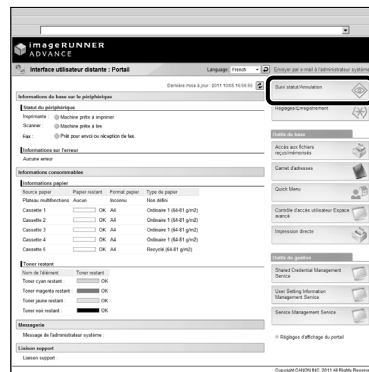 imageRUNNER
ADVANCE
Interface utilisateur distante : Portail
Language: French
Envoyer par e-mail à l'administrateur système
Dernière mise à jour: 2011 10/05 16:56:55
Informations de base sur le périphérique
Statut du périphérique
Imprimante : Machine prête à imprimer.
Scanner : Machine prête à lire.
Fax : Prêt pour envoi ou réception de fax.
Informations sur l'erreur
Aucune erreur
Informations consommables
Informations papier
Source papier Papier restant Format papier Type de papier
Plateau multifonctions Aucun Inconnu Non défini
Cassette 1 OK A4 Ordinaire 1 (64-81 g/m2)
Cassette 2 OK A4 Ordinaire 1 (64-81 g/m2)
Cassette 3 OK A4 Ordinaire 1 (64-81 g/m2)
Cassette 4 OK A4 Ordinaire 1 (64-81 g/m2)
Cassette 5 OK A4 Recyclé (64-81 g/m2)
Toner restant
Nom de l'élément Toner restant
Toner cyan restant : OK
Toner magenta restant : OK
Toner jaune restant : OK
Toner noir restant : OK
Messagerie
Message de l'administrateur système :
Liaison support
Liaison support :
Suivi statut/Annulation
Réglages/Enregistrement
Outils de base
Accès aux fichiers
reçus/mémorisés
Carnet d'adresses
Quick Menu
Contrôle d'accès utilisateur Espace
avancé
Impression directe
Outils de gestion
Shared Credential Management
Service
User Setting Information
Management Service
Service Management Service
Réglages d'affichage du portail
Copyright CANON INC. 2011 All Rights Reserved